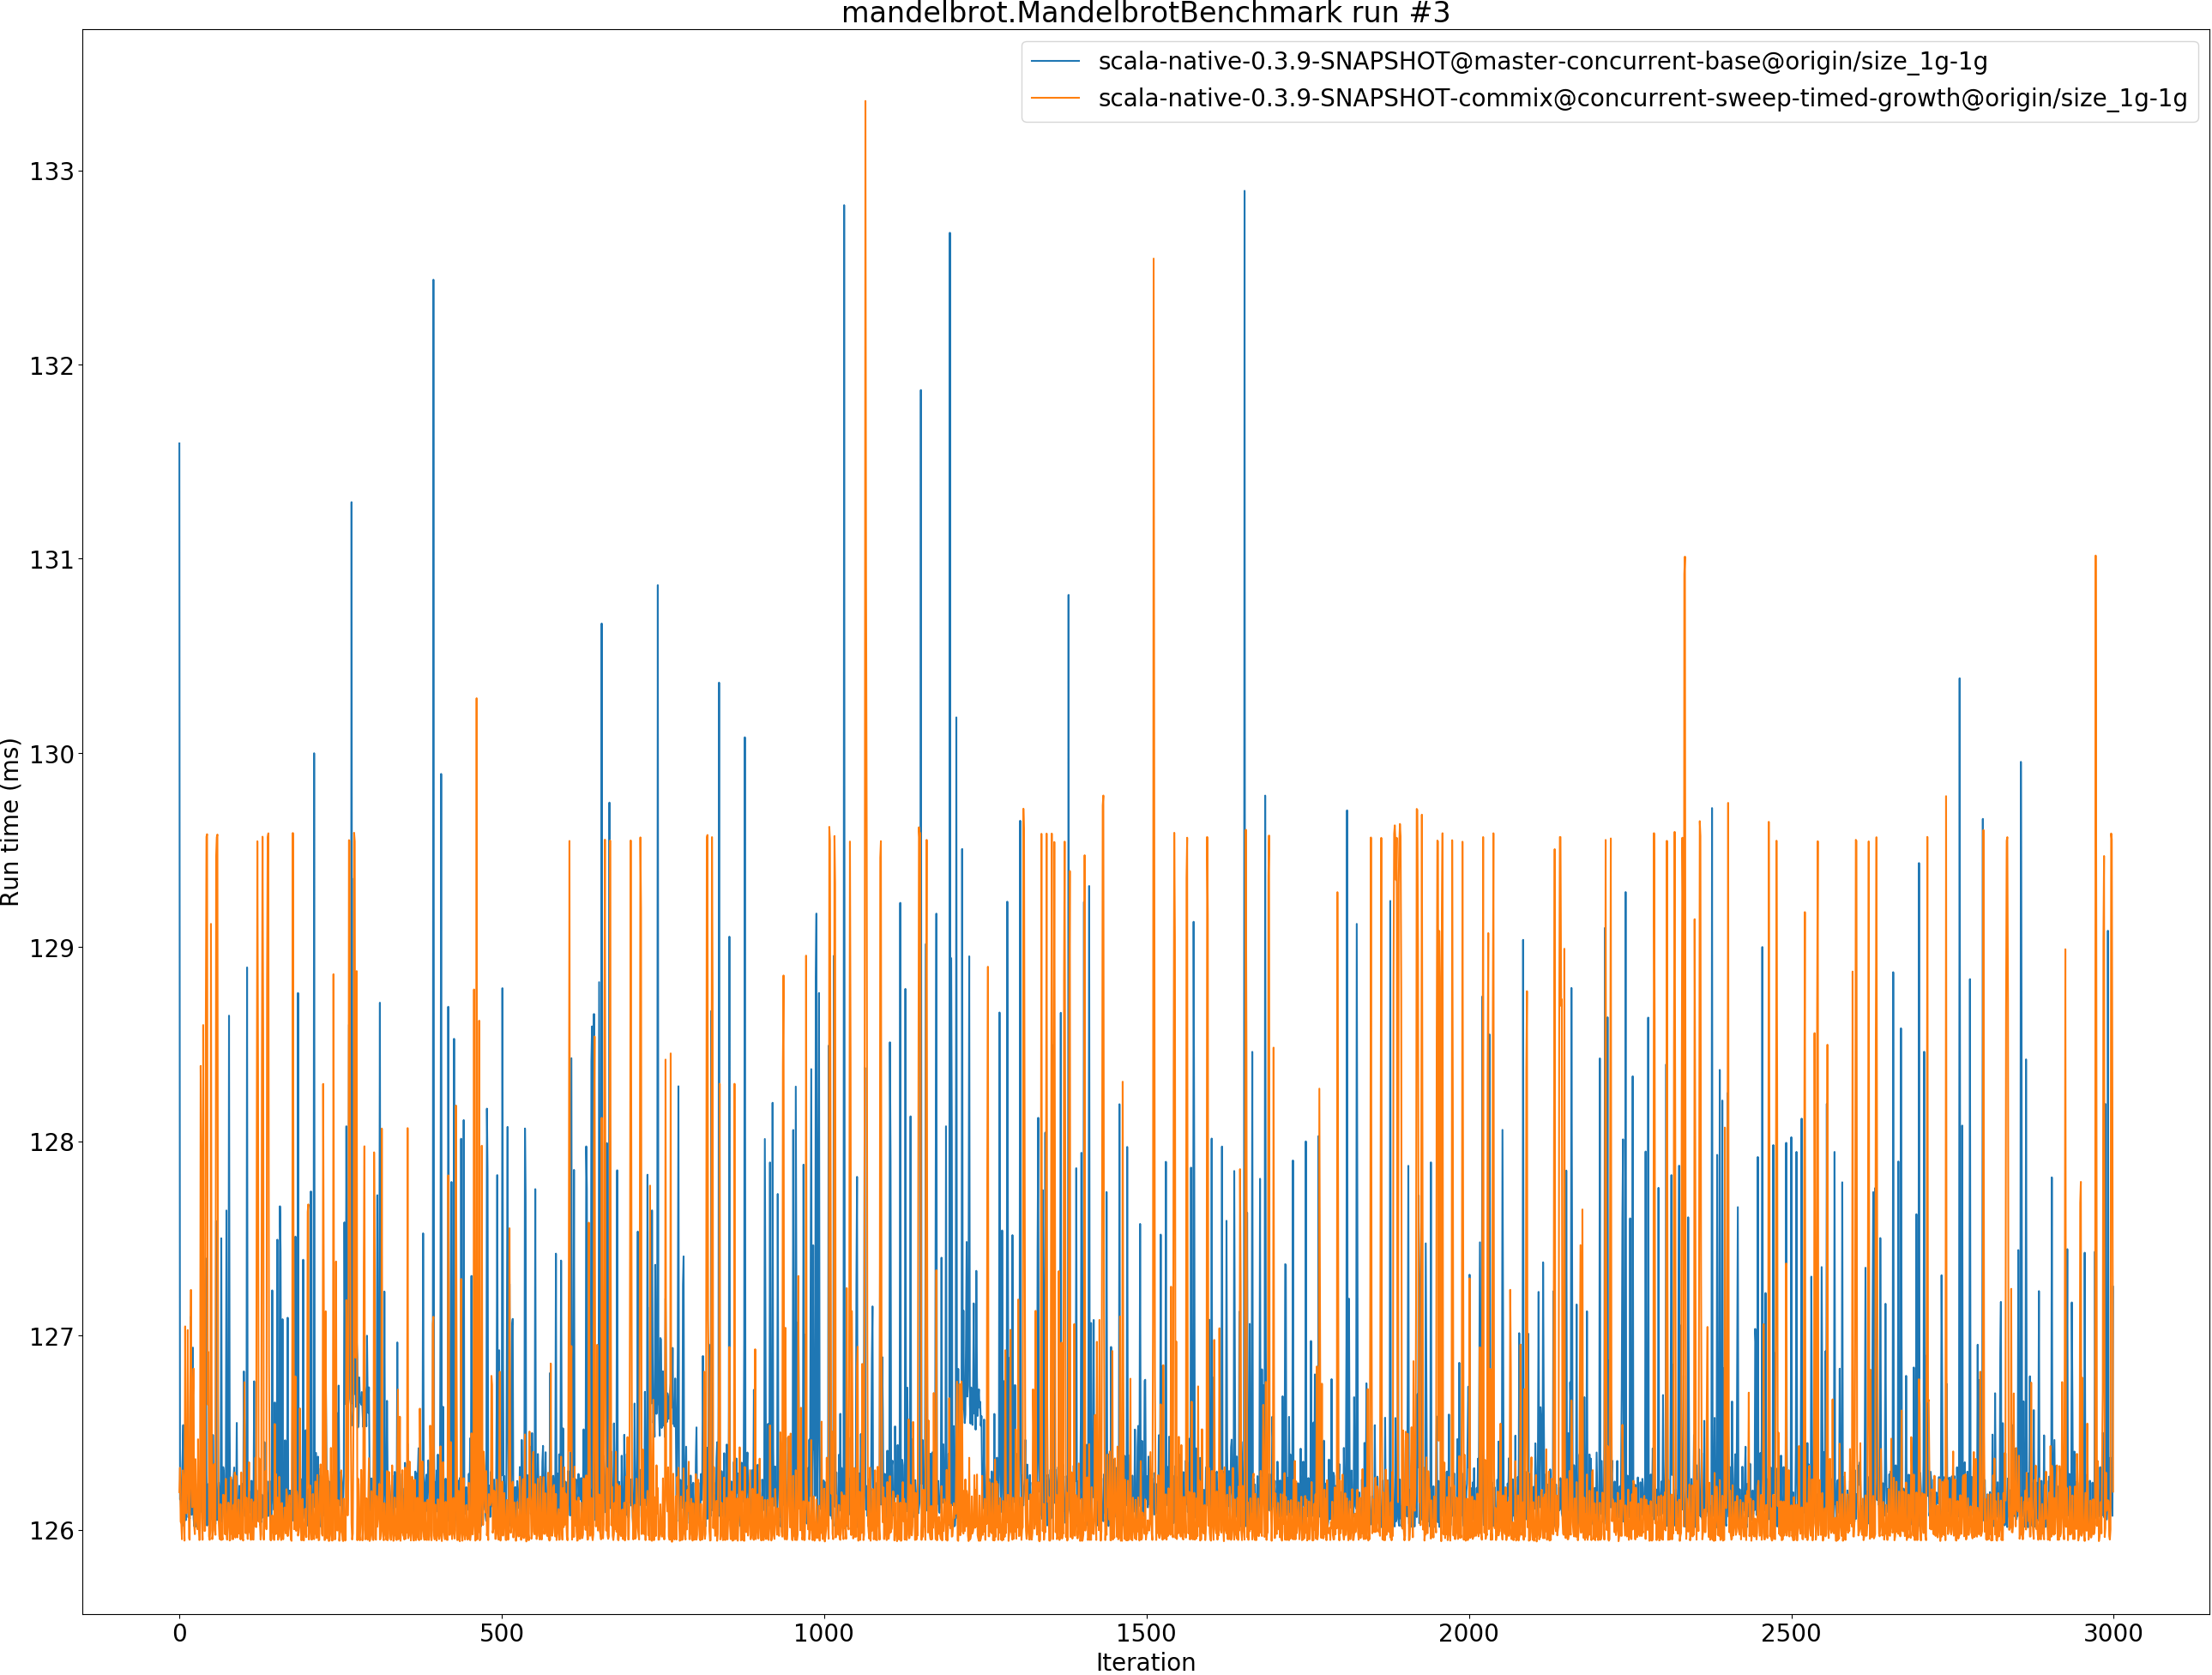 mandelbrot.MandelbrotBenchmark run #3
scala-native-0.3.9-SNAPSHOT@master-concurrent-base@origin/size_1g-1g
scala-native-0.3.9-SNAPSHOT-commix@concurrent-sweep-timed-growth@origin/size_1g-1g
Run time (ms)
133
132
131
130
129
128
127
126
0 500 1000 1500 2000 2500 3000
Iteration